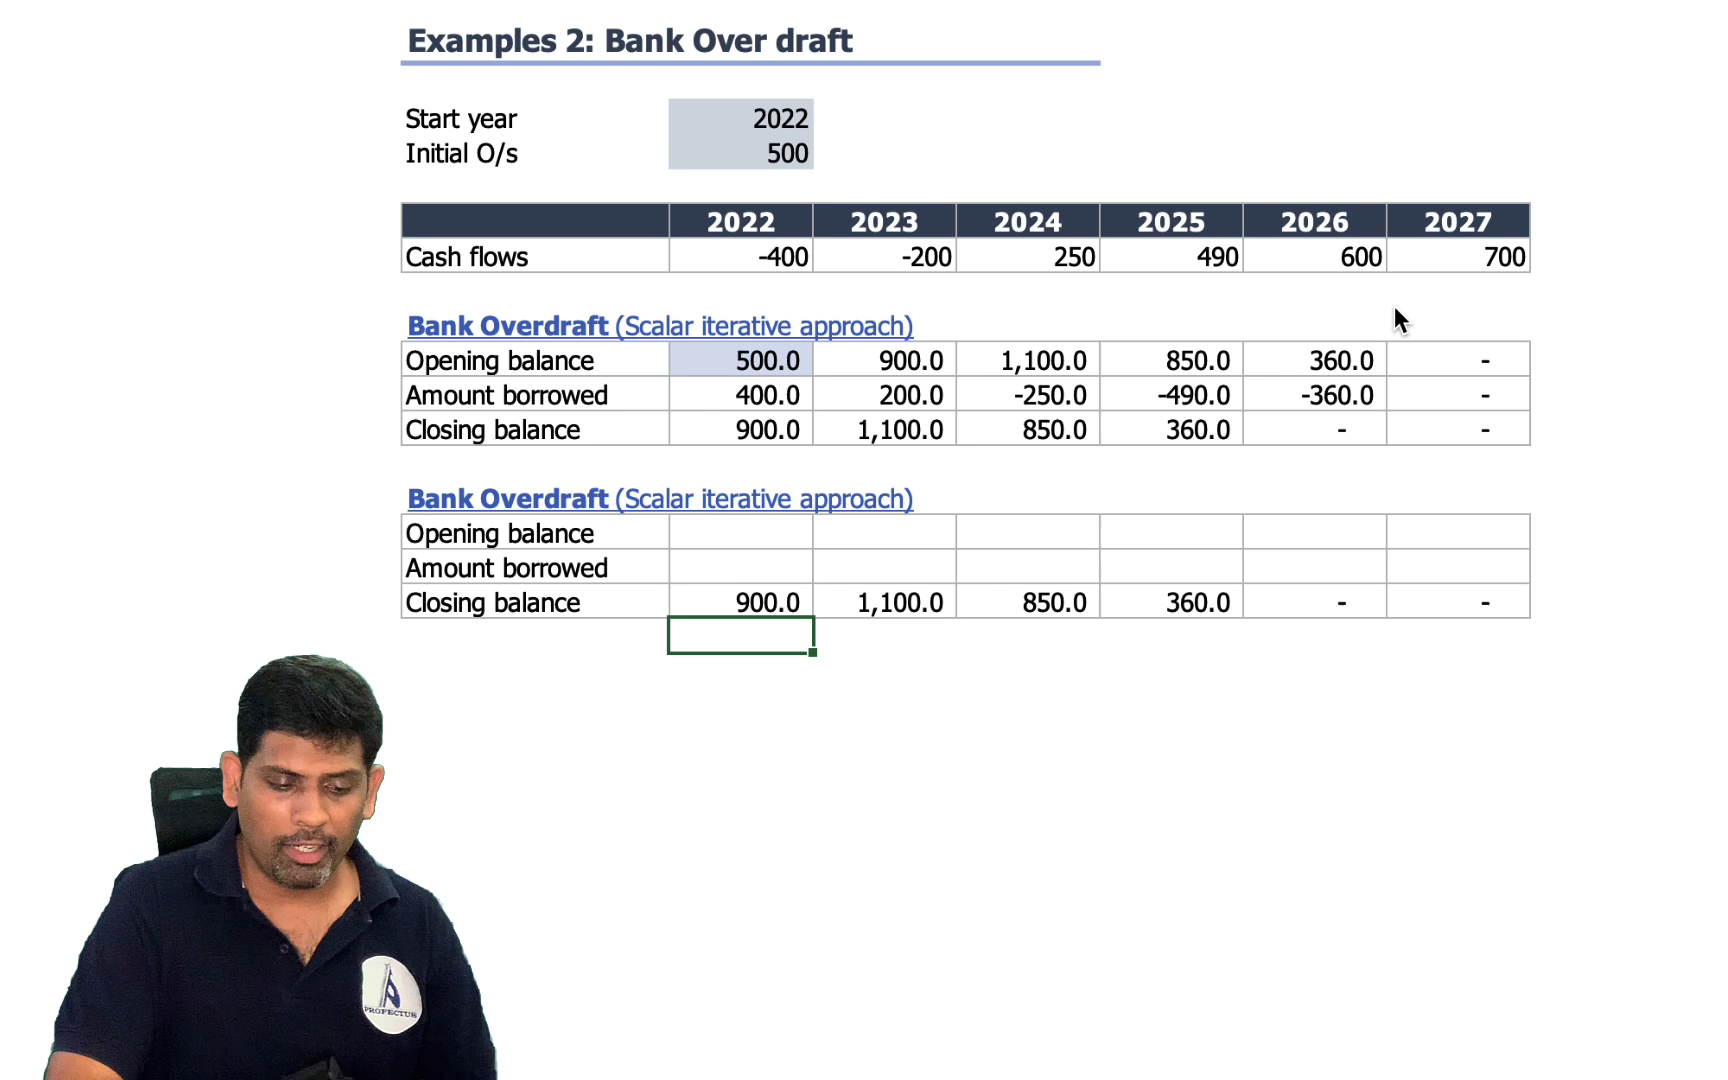 Examples 2: Bank Over draft
Start year 2022
Initial O/s 500
2022 2023 2024 2025 2026 2027
Cash flows -400 -200 250 490 600 700
Bank Overdraft (Scalar iterative approach)
Opening balance 500.0 900.0 1,100.0 850.0 360.0 -
Amount borrowed 400.0 200.0 -250.0 -490.0 -360.0 -
Closing balance 900.0 1,100.0 850.0 360.0 - -
Bank Overdraft (Scalar iterative approach)
Opening balance
Amount borrowed
Closing balance 900.0 1,100.0 850.0 360.0 - -
PROFECTUS